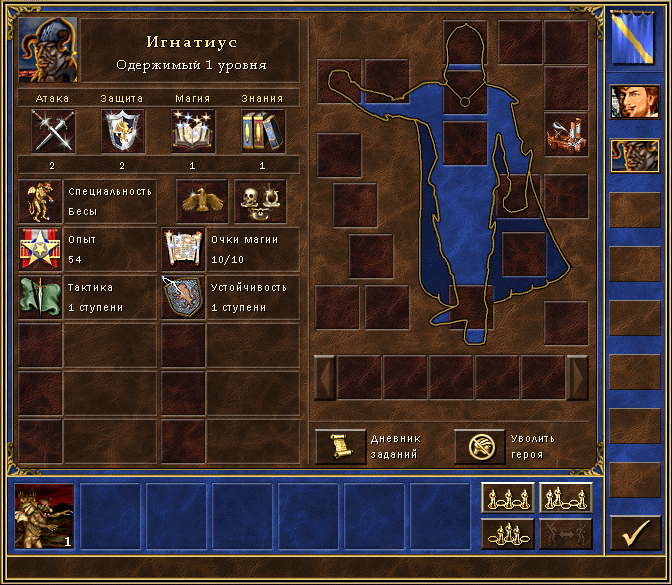 Игнатиус
Одержимый 1 уровня
Атака Защита Магия Знания
2 2 1 1
Специальность
Бесы
Опыт
54
Очки магии
10/10
Тактика
1 ступени
Устойчивость
1 ступени
Дневник
заданий
Уволить
героя
1